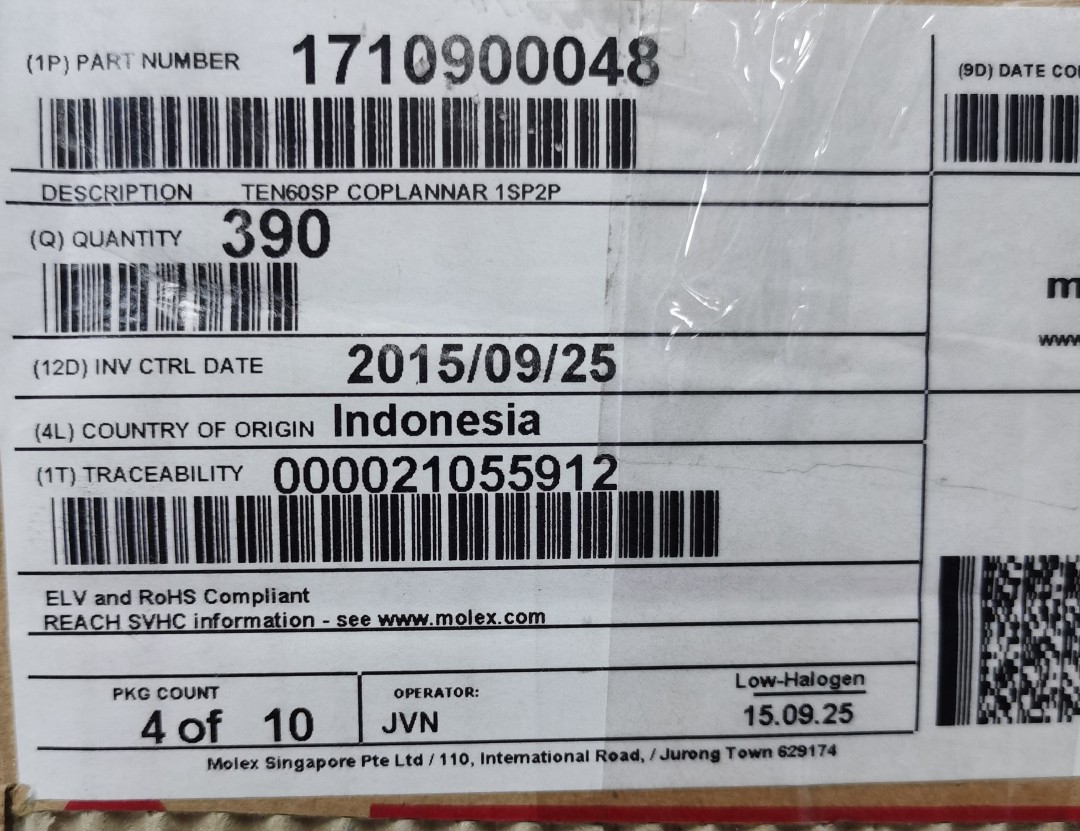 (1P) PART NUMBER 1710900048
(9D) DATE
DESCRIPTION TEN60SP COPLANNAR 1SP2P
(Q) QUANTITY 390
(12D) INV CTRL DATE 2015/09/25
(4L) COUNTRY OF ORIGIN Indonesia
(1T) TRACEABILITY 000021055912
ELV and RoHS Compliant
REACH SVHC information - see www.molex.com
PKG COUNT
4 of 10
OPERATOR:
JVN
Low-Halogen
15.09.25
Molex Singapore Pte Ltd / 110, International Road, / Jurong Town 629174